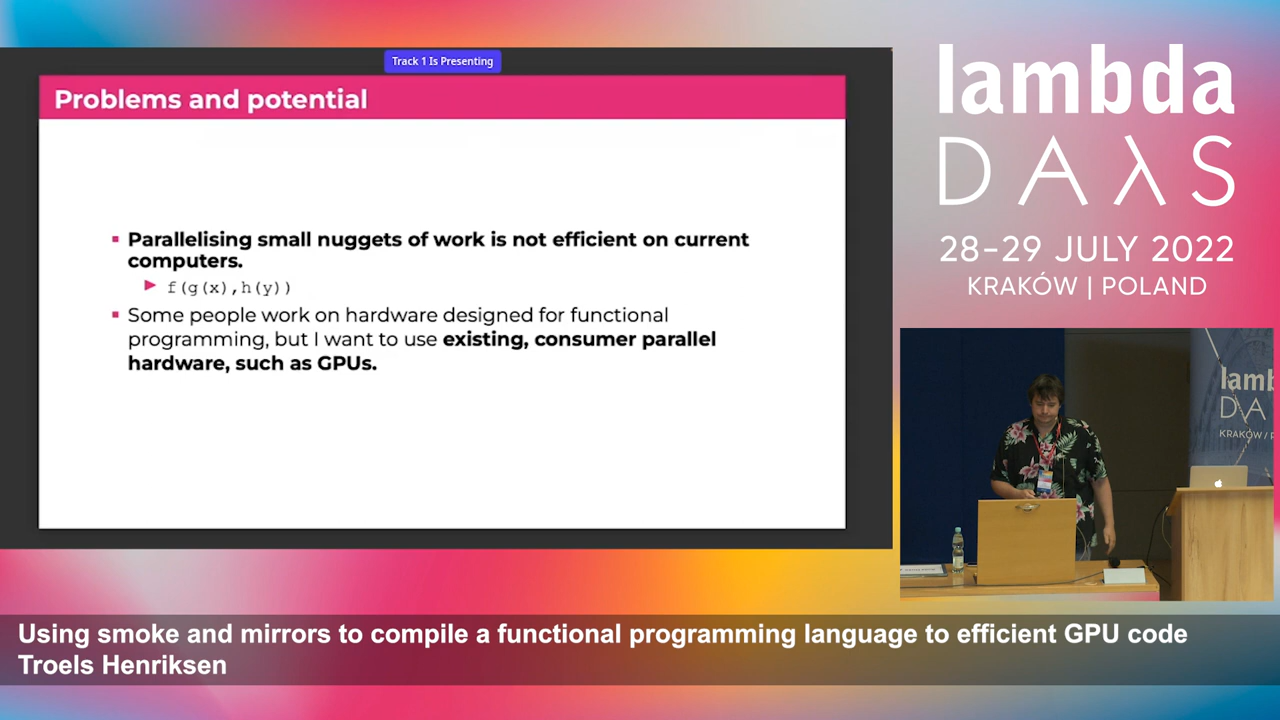 Track 1 Is Presenting
Problems and potential
Parallelising small nuggets of work is not efficient on current
computers.
f(g(x),h(y))
Some people work on hardware designed for functional
programming, but I want to use existing, consumer parallel
hardware, such as GPUs.
lambda
DAλS
28–29 JULY 2022
KRAKÓW | POLAND
lamb
DA
KRAKÓW / P
Using smoke and mirrors to compile a functional programming language to efficient GPU code
Troels Henriksen